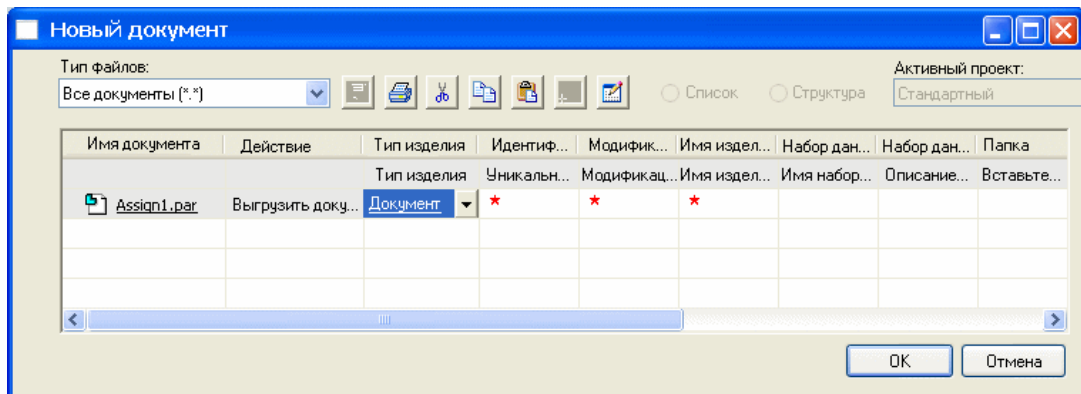 Новый документ
Тип файлов:
Активный проект:
Все документы (*.*)
Список
Структура
Стандартный
Имя документа Действие Тип изделия Идентиф... Модифик... Имя издел... Набор дан... Набор дан... Папка
Тип изделия Уникальн... Модификац... Имя издел... Имя набор... Описание... Вставьте...
Assign1.par Выгрузить доку... Документ * * *
ОК Отмена